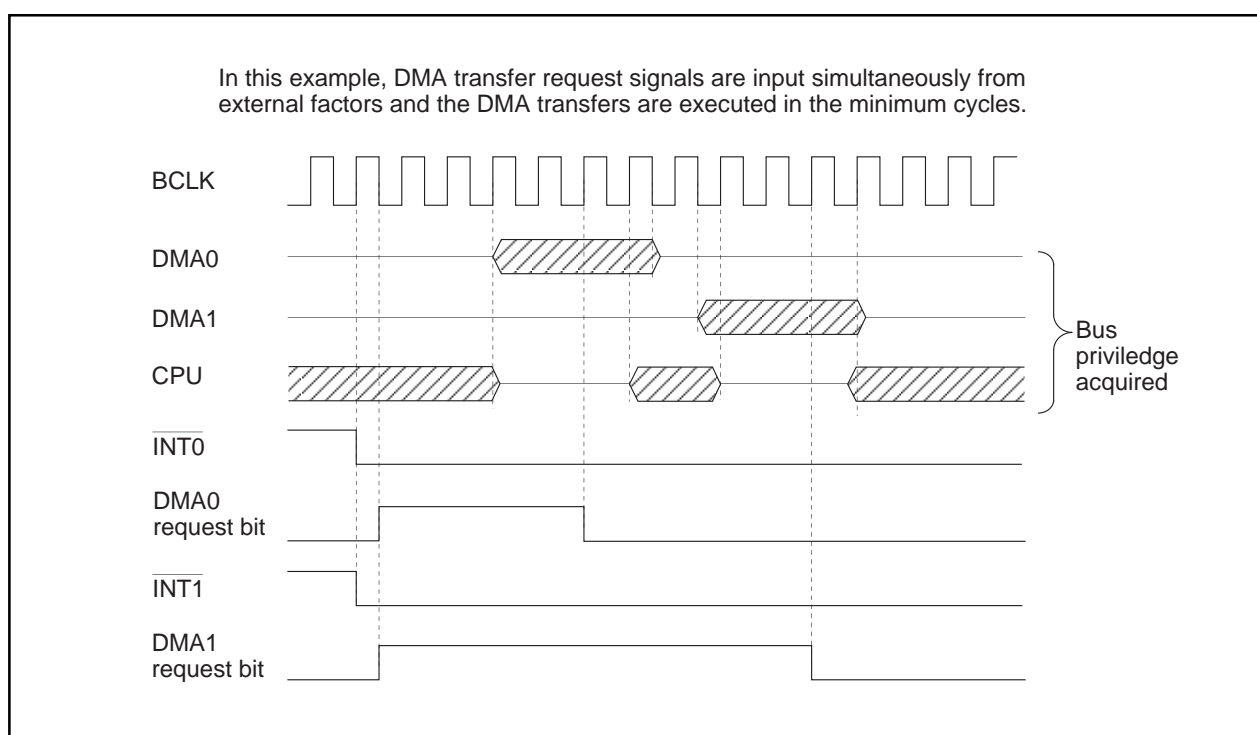 In this example, DMA transfer request signals are input simultaneously from
external factors and the DMA transfers are executed in the minimum cycles.
BCLK
DMA0
DMA1
CPU
Bus
priviledge
acquired
INT0
DMA0
request bit
INT1
DMA1
request bit